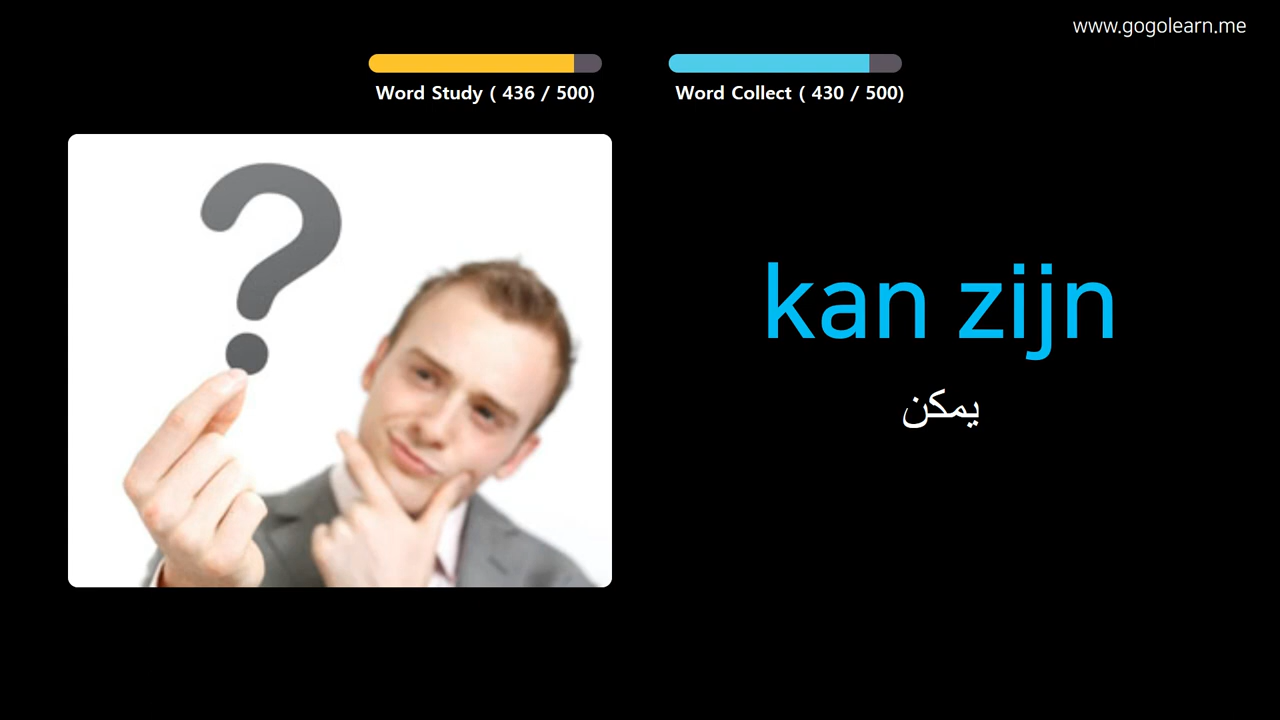 www.gogolearn.me
Word Study ( 436 / 500)
Word Collect ( 430 / 500)
kan zijn
يمكن